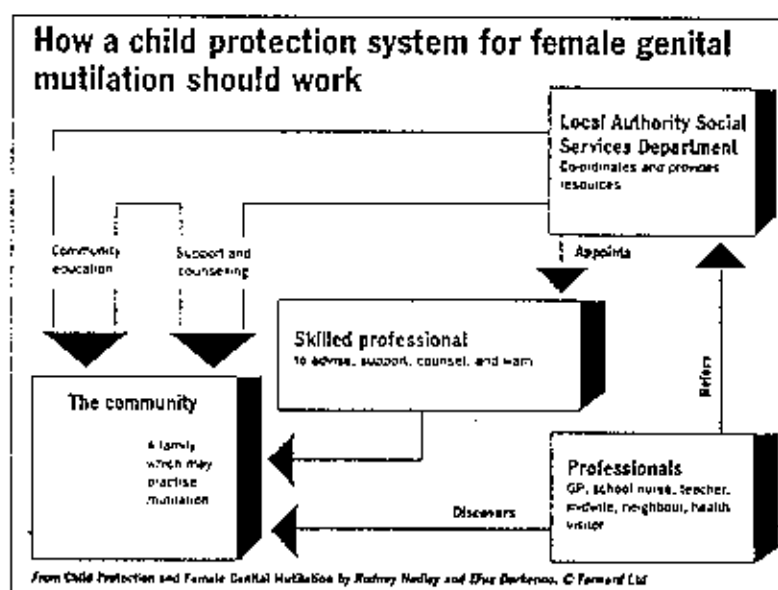 How a child protection system for female genital
mutilation should work
Local Authority Social
Services Department
Co-ordinates and provides
resources
Community
education
Support and
counselling
Appoints
Skilled professional
to advise, support, counsel, and warn
Refers
The community
A family
which may
practise
mutilation
Professionals
GP, school nurse, teacher,
midwife, neighbour, health
visitor
Discovers
From Child Protection and Female Genital Mutilation by Rodney Hedley and Efua Dorkenoo, © Forward Ltd